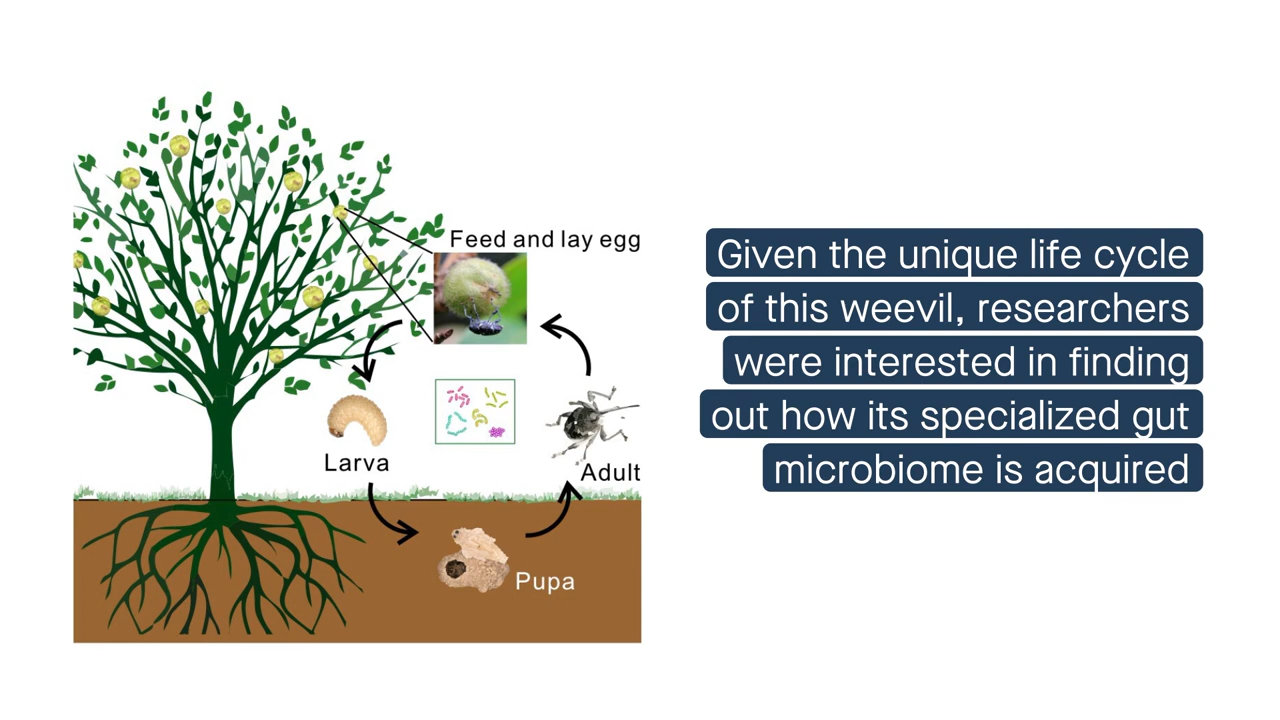 Feed and lay egg
Larva
Adult
Pupa
Given the unique life cycle
of this weevil, researchers
were interested in finding
out how its specialized gut
microbiome is acquired